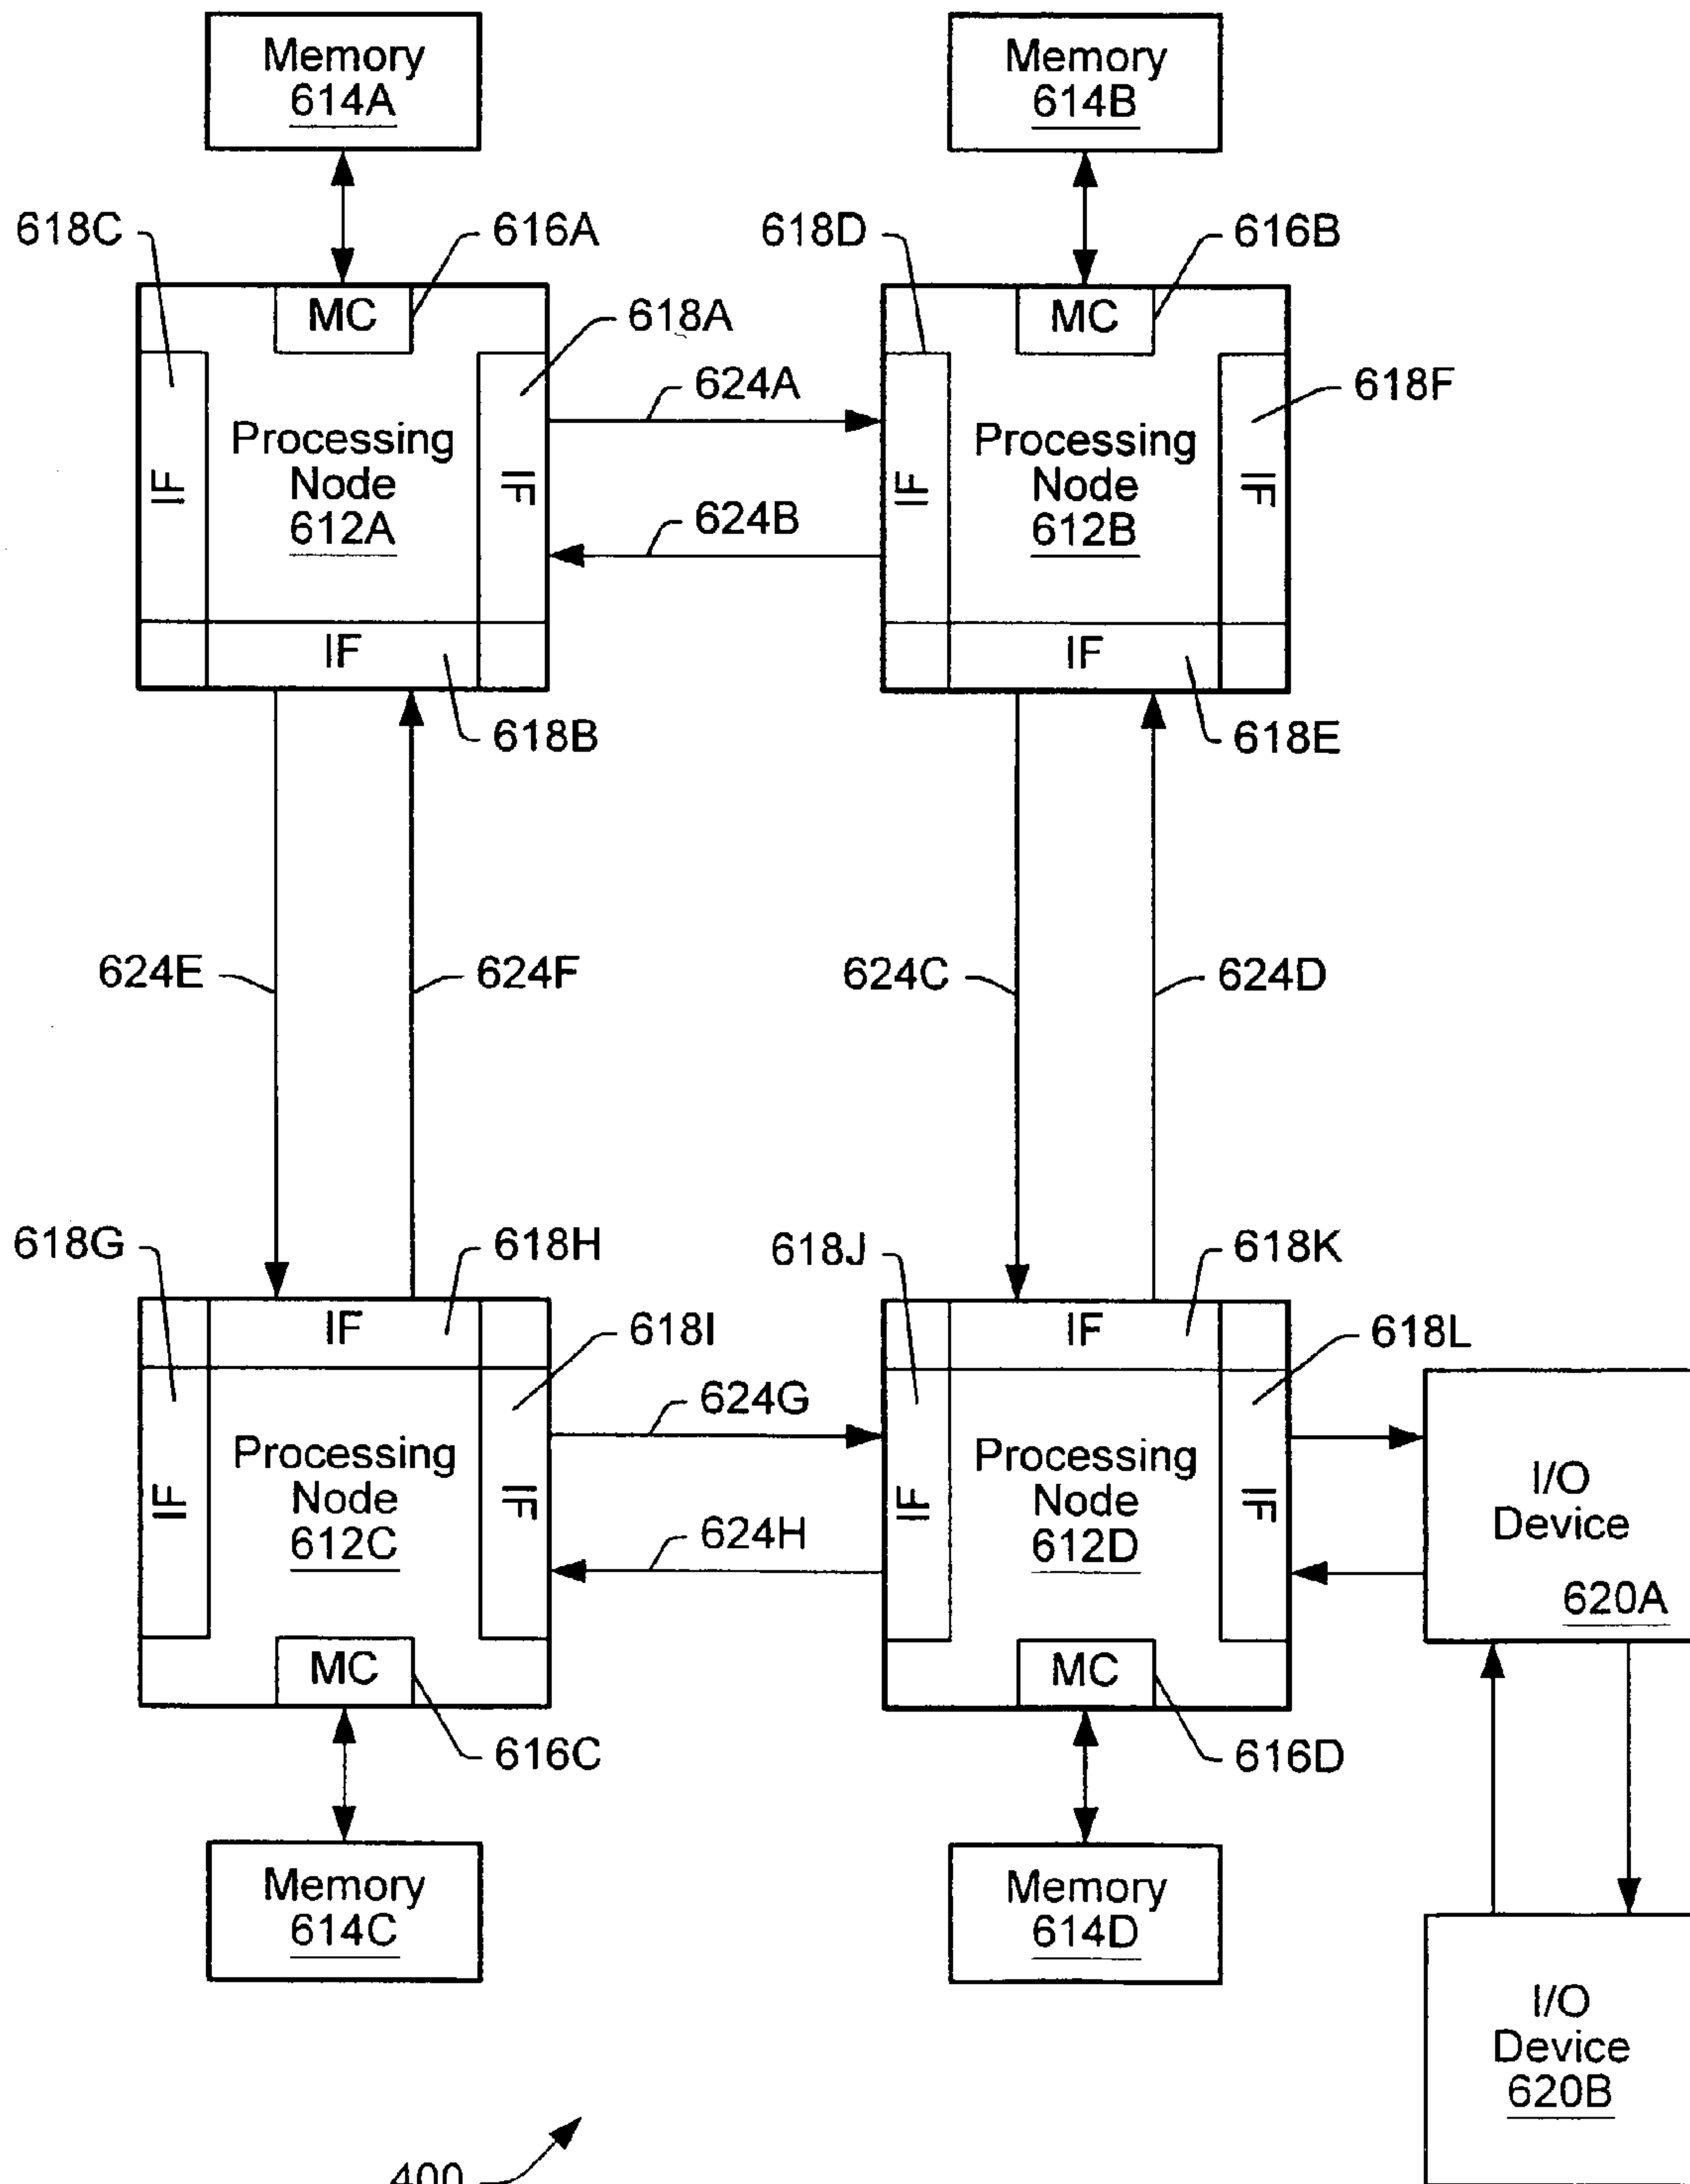 Memory
614A
Memory
614B
618C
616A
618D
616B
MC
MC
618A
618F
624A
Processing
Node
612A
Processing
Node
612B
IF
IF
IF
IF
624B
IF
IF
618B
618E
624E
624F
624C
624D
618G
618H
618J
618K
IF
IF
618I
618L
624G
Processing
Node
612C
Processing
Node
612D
I/O
Device
620A
IF
IF
IF
IF
624H
MC
MC
616C
616D
Memory
614C
Memory
614D
I/O
Device
620B
400